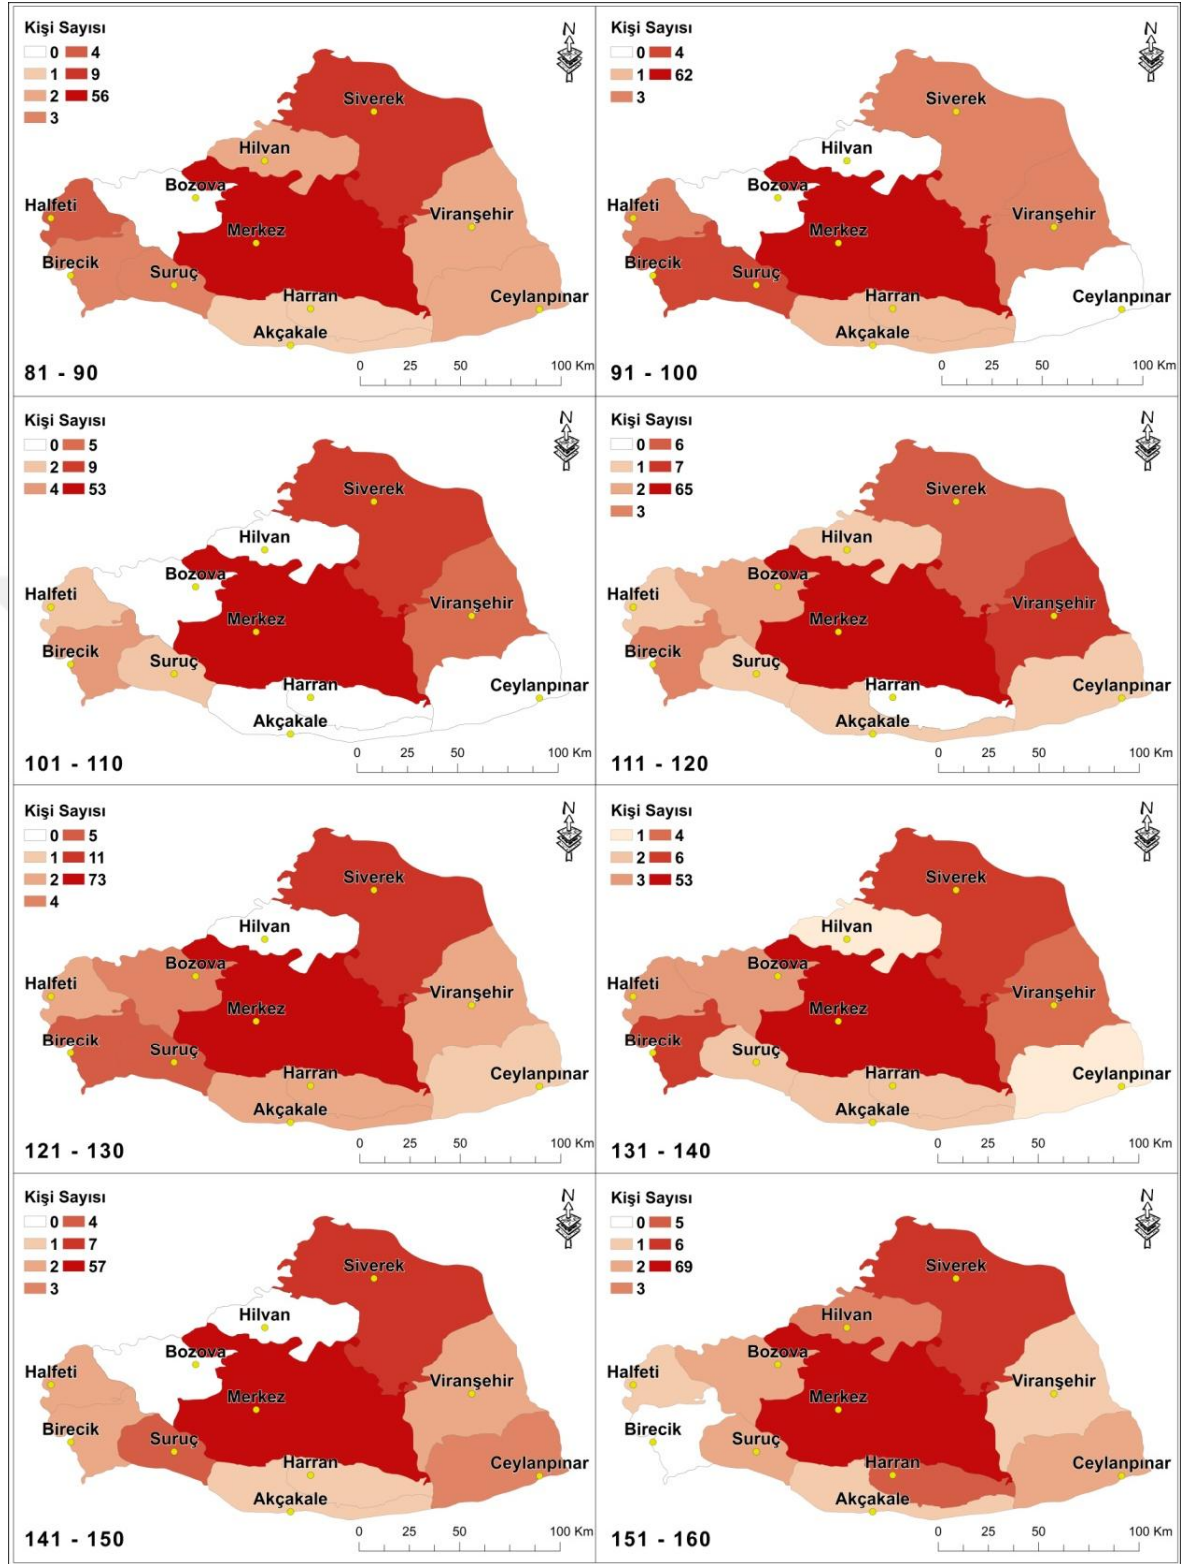 Kişi Sayısı
0 4
1 9
2 56
3
N
Siverek
Hilvan
Bozova
Halfeti
Viranşehir
Merkez
Birecik
Suruç
Harran
Ceylanpınar
Akçakale
0 25 50 100 Km
81 - 90
Kişi Sayısı
0 4
1 62
3
N
Siverek
Hilvan
Bozova
Halfeti
Viranşehir
Merkez
Birecik
Suruç
Harran
Ceylanpınar
Akçakale
0 25 50 100 Km
91 - 100
Kişi Sayısı
0 5
2 9
4 53
N
Siverek
Hilvan
Bozova
Halfeti
Viranşehir
Merkez
Birecik
Suruç
Harran
Ceylanpınar
Akçakale
0 25 50 100 Km
101 - 110
Kişi Sayısı
0 6
1 7
2 65
3
N
Siverek
Hilvan
Bozova
Halfeti
Viranşehir
Merkez
Birecik
Suruç
Harran
Ceylanpınar
Akçakale
0 25 50 100 Km
111 - 120
Kişi Sayısı
0 5
1 11
2 73
4
N
Siverek
Hilvan
Bozova
Halfeti
Viranşehir
Merkez
Birecik
Suruç
Harran
Ceylanpınar
Akçakale
0 25 50 100 Km
121 - 130
Kişi Sayısı
1 4
2 6
3 53
N
Siverek
Hilvan
Bozova
Halfeti
Viranşehir
Merkez
Birecik
Suruç
Harran
Ceylanpınar
Akçakale
0 25 50 100 Km
131 - 140
Kişi Sayısı
0 4
1 7
2 57
3
N
Siverek
Hilvan
Bozova
Halfeti
Viranşehir
Merkez
Birecik
Suruç
Harran
Ceylanpınar
Akçakale
0 25 50 100 Km
141 - 150
Kişi Sayısı
0 5
1 6
2 69
3
N
Siverek
Hilvan
Bozova
Halfeti
Viranşehir
Merkez
Birecik
Suruç
Harran
Ceylanpınar
Akçakale
0 25 50 100 Km
151 - 160